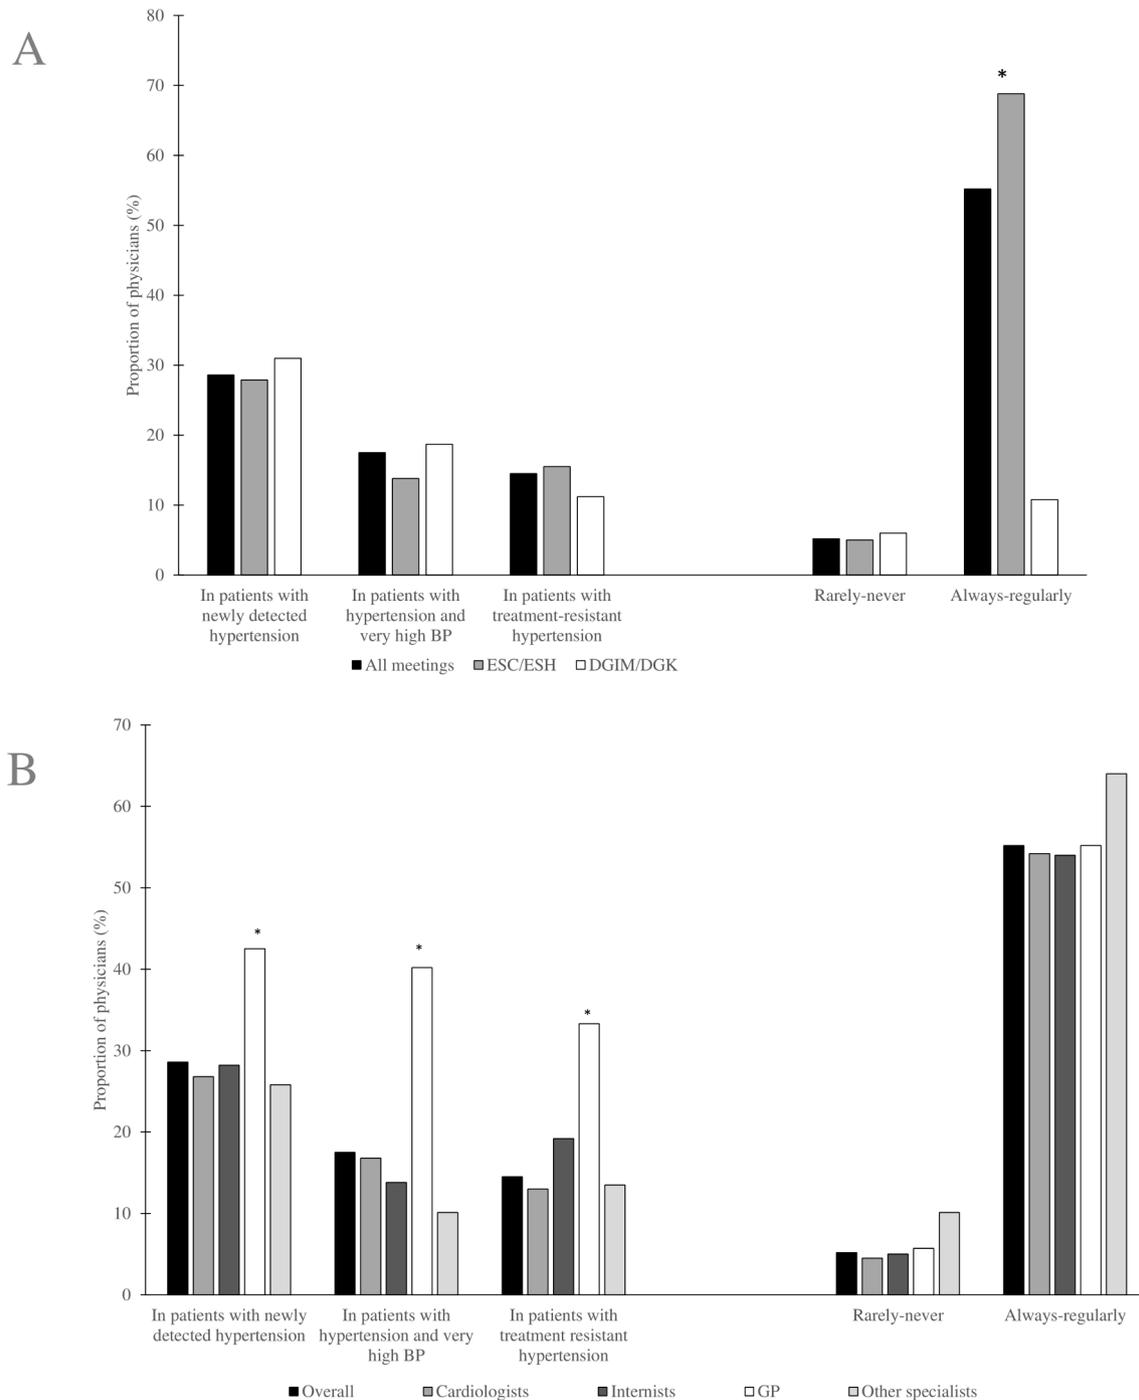 A
80
70
60
50
40
30
20
10
0
Proportion of physicians (%)
*
In patients with
newly detected
hypertension
In patients with
hypertension and
very high BP
In patients with
treatment-resistant
hypertension
Rarely-never
Always-regularly
All meetings
ESC/ESH
DGIM/DGK
B
70
60
50
40
30
20
10
0
Proportion of physicians (%)
*
*
*
In patients with newly
detected hypertension
In patients with
hypertension and very
high BP
In patients with
treatment resistant
hypertension
Rarely-never
Always-regularly
Overall
Cardiologists
Internists
GP
Other specialists